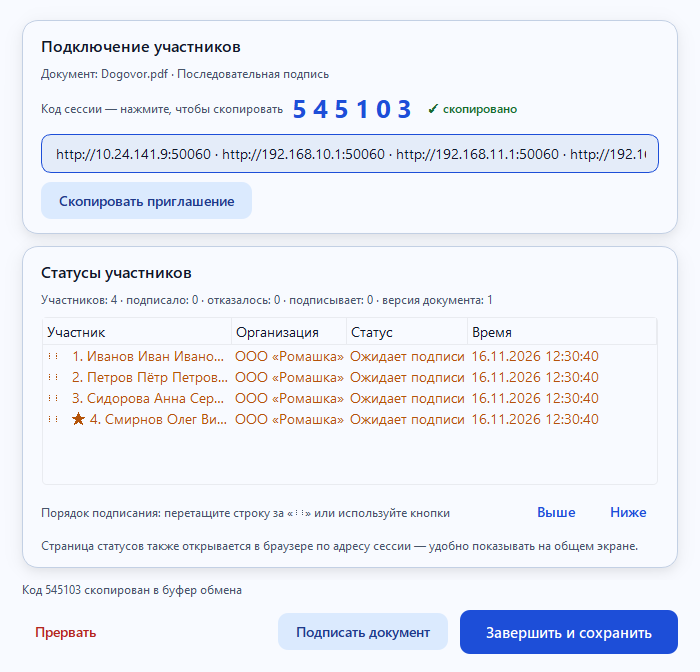 Подключение участников
Документ: Dogovor.pdf · Последовательная подпись
Код сессии — нажмите, чтобы скопировать 545103 ✓ скопировано
http://10.24.141.9:50060 · http://192.168.10.1:50060 · http://192.168.11.1:50060 · http://192.1
Скопировать приглашение
Статусы участников
Участников: 4 · подписало: 0 · отказалось: 0 · подписывает: 0 · версия документа: 1
Участник Организация Статус Время
⁝⁝ 1. Иванов Иван Ивано... ООО «Ромашка» Ожидает подписи 16.11.2026 12:30:40
⁝⁝ 2. Петров Пётр Петров... ООО «Ромашка» Ожидает подписи 16.11.2026 12:30:40
⁝⁝ 3. Сидорова Анна Сер... ООО «Ромашка» Ожидает подписи 16.11.2026 12:30:40
⁝⁝ ★ 4. Смирнов Олег Ви... ООО «Ромашка» Ожидает подписи 16.11.2026 12:30:40
Порядок подписания: перетащите строку за «⁝⁝» или используйте кнопки Выше Ниже
Страница статусов также открывается в браузере по адресу сессии — удобно показывать на общем экране.
Код 545103 скопирован в буфер обмена
Прервать Подписать документ Завершить и сохранить